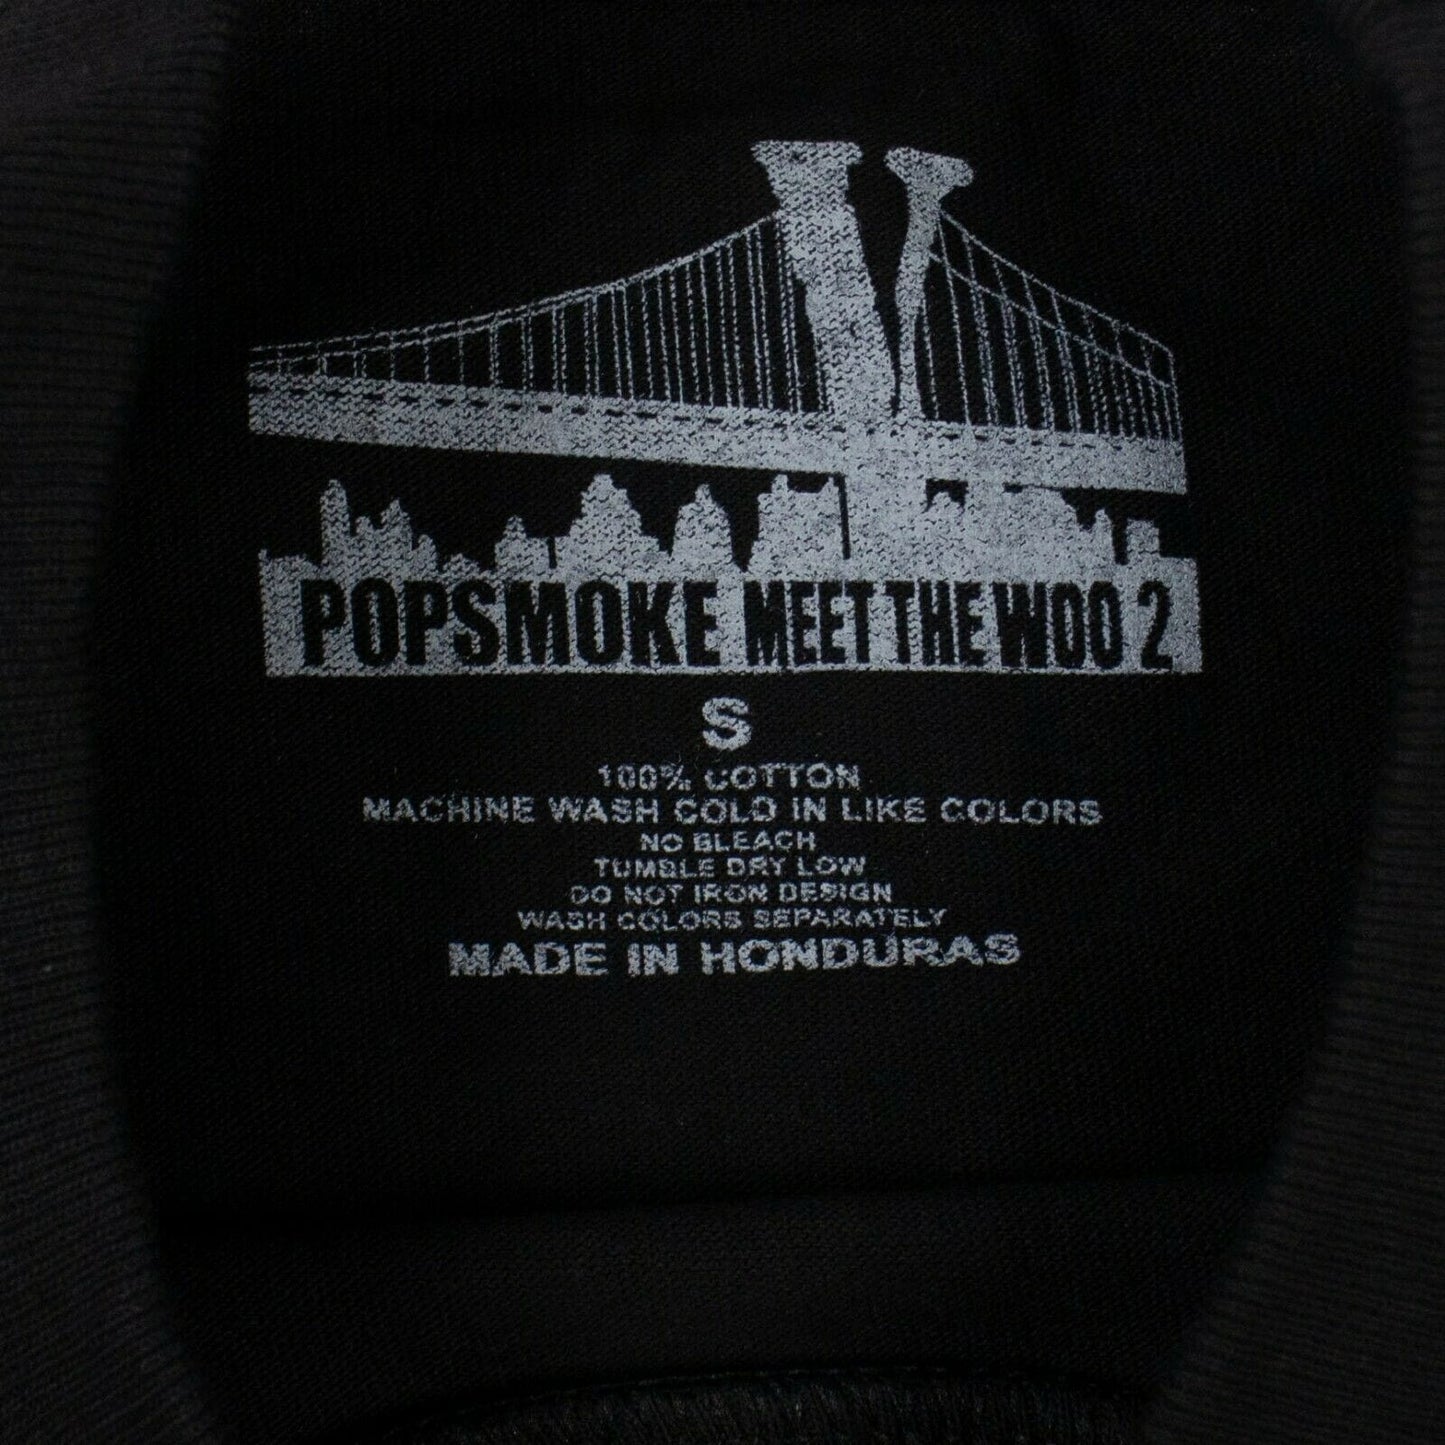 POPSMOKE MEET THE WOO 2
S
100% COTTON
MACHINE WASH COLD IN LIKE COLORS
NO BLEACH
TUMBLE DRY LOW
DO NOT IRON DESIGN
WASH COLORS SEPARATELY
MADE IN HONDURAS